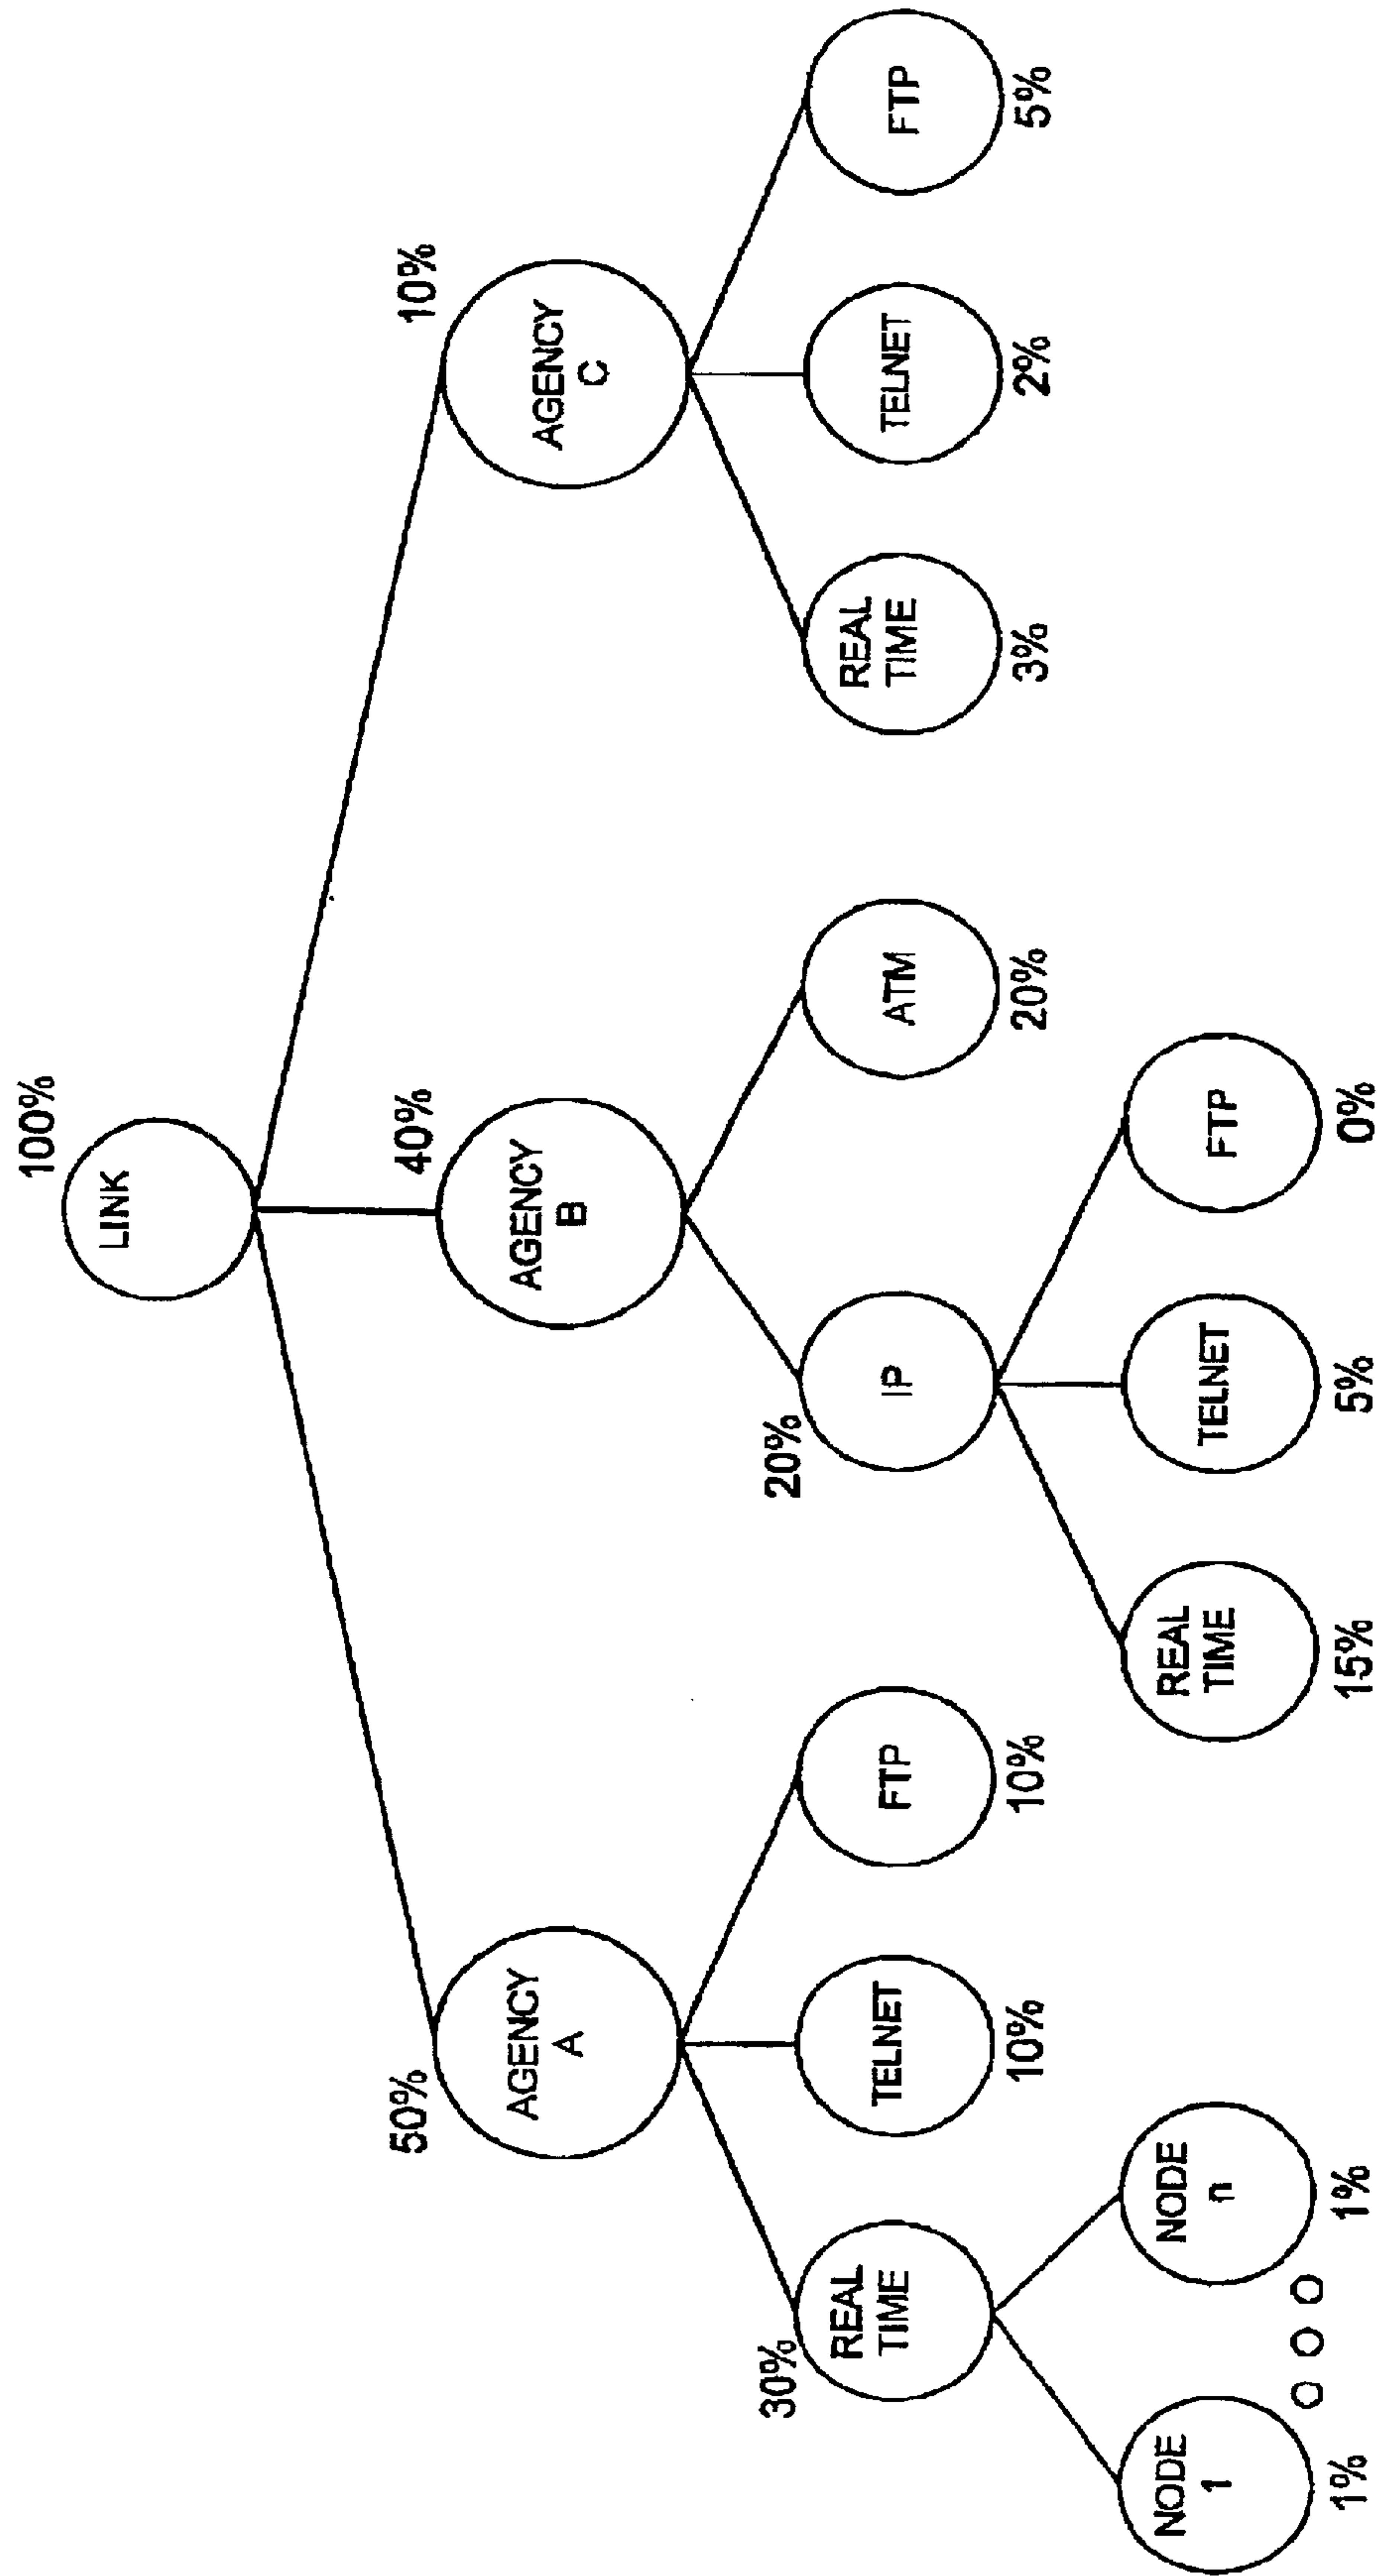 100%
LINK
50%
AGENCY
A
40%
AGENCY
B
10%
AGENCY
C
30%
REAL
TIME
TELNET
10%
FTP
10%
20%
IP
ATM
20%
REAL
TIME
3%
TELNET
2%
FTP
5%
NODE
1
1%
NODE
n
1%
REAL
TIME
15%
TELNET
5%
FTP
0%